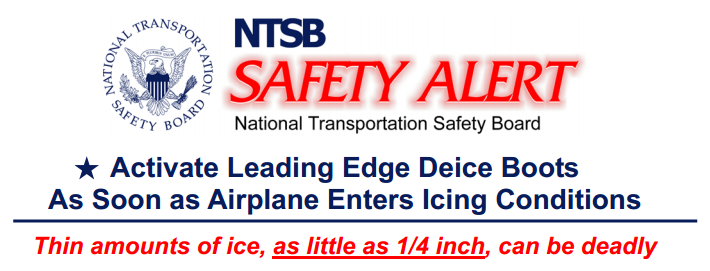 NATIONAL TRANSPORTATION
SAFETY BOARD
NTSB
SAFETY ALERT
National Transportation Safety Board
★ Activate Leading Edge Deice Boots
As Soon as Airplane Enters Icing Conditions
Thin amounts of ice, as little as 1/4 inch, can be deadly